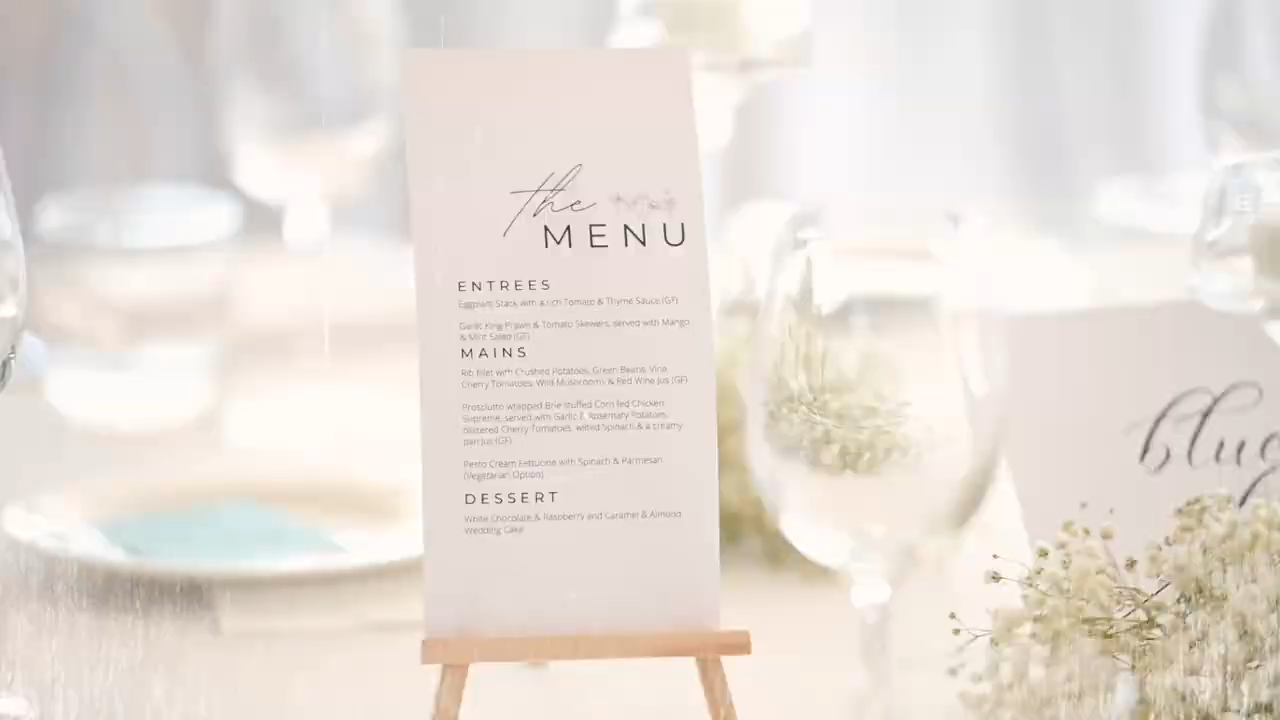 the
MENU
ENTREES
Eggplant Stack with a rich Tomato & Thyme Sauce (GF)
Garlic King Prawn & Tomato Skewers, served with Mango
& Mint Salad (GF)
MAINS
Rib fillet with Crushed Potatoes, Green Beans, Vine
Cherry Tomatoes, Wild Mushrooms & Red Wine Jus (GF)
Prosciutto wrapped Brie stuffed Corn fed Chicken
Supreme, served with Garlic & Rosemary Potatoes,
blistered Cherry Tomatoes, wilted Spinach & a creamy
pan Jus (GF)
Pesto Cream Fettucine with Spinach & Parmesan
(Vegetarian Option)
DESSERT
White Chocolate & Raspberry and Caramel & Almond
Wedding Cake
blue